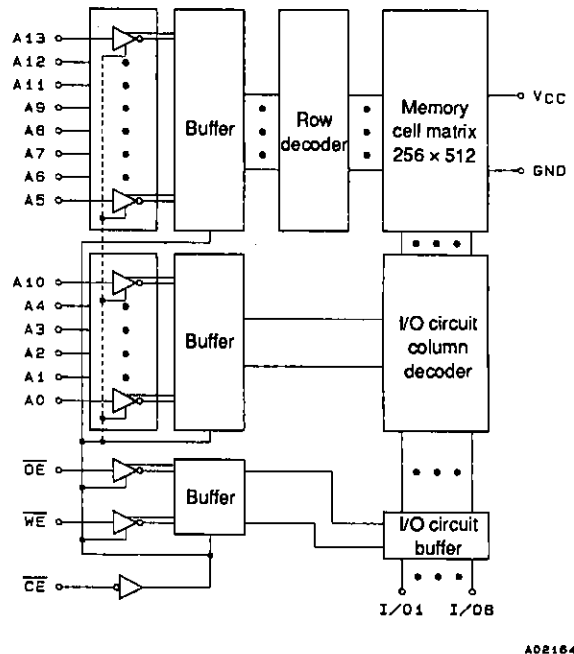 A13
A12
A11
A9
A8
A7
A6
A5
Buffer
Row
decoder
Memory
cell matrix
256 × 512
VCC
GND
A10
A4
A3
A2
A1
A0
Buffer
I/O circuit
column
decoder
OE
WE
CE
Buffer
I/O circuit
buffer
I/O1 I/O8
A02164